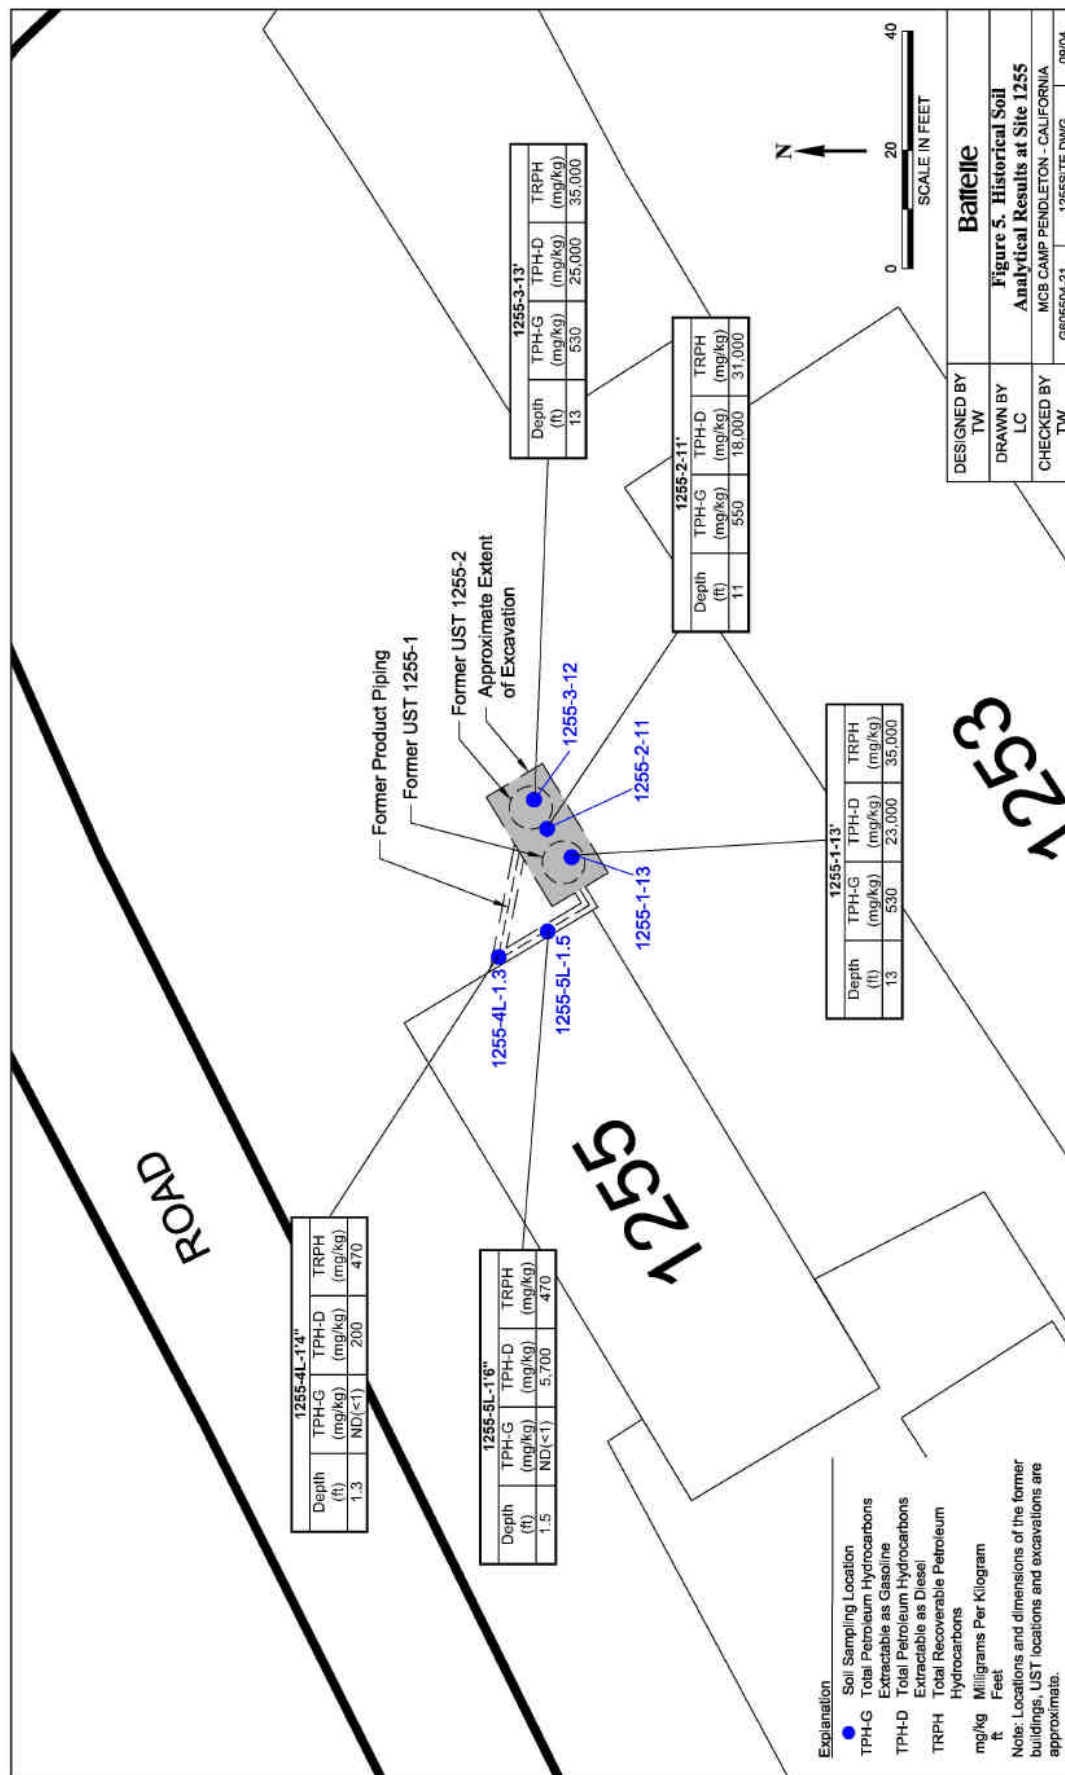 ROAD
1255-4L-1'4"
Depth (ft) TPH-G (mg/kg) TPH-D (mg/kg) TRPH (mg/kg)
1.3 ND(<1) 200 470
1255-5L-1'6"
Depth (ft) TPH-G (mg/kg) TPH-D (mg/kg) TRPH (mg/kg)
1.5 ND(<1) 5,700 470
Former Product Piping
Former UST 1255-1
Former UST 1255-2
Approximate Extent
of Excavation
1255-3-13'
Depth (ft) TPH-G (mg/kg) TPH-D (mg/kg) TRPH (mg/kg)
13 530 25,000 35,000
1255-4L-1.3
1255-5L-1.5
1255-1-13
1255-2-11
1255-3-12
1255-2-11'
Depth (ft) TPH-G (mg/kg) TPH-D (mg/kg) TRPH (mg/kg)
11 550 18,000 31,000
1255
1255-1-13'
Depth (ft) TPH-G (mg/kg) TPH-D (mg/kg) TRPH (mg/kg)
13 530 23,000 35,000
1253
N
0 20 40
SCALE IN FEET
Explanation
Soil Sampling Location
TPH-G Total Petroleum Hydrocarbons
Extractable as Gasoline
TPH-D Total Petroleum Hydrocarbons
Extractable as Diesel
TRPH Total Recoverable Petroleum
Hydrocarbons
mg/kg Milligrams Per Kilogram
ft Feet
Note: Locations and dimensions of the former
buildings, UST locations and excavations are
approximate.
DESIGNED BY
TW
DRAWN BY
LC
CHECKED BY
TW
Battelle
Figure 5. Historical Soil
Analytical Results at Site 1255
MCB CAMP PENDLETON - CALIFORNIA
G605504-31 1255SITE.DWG 09/04